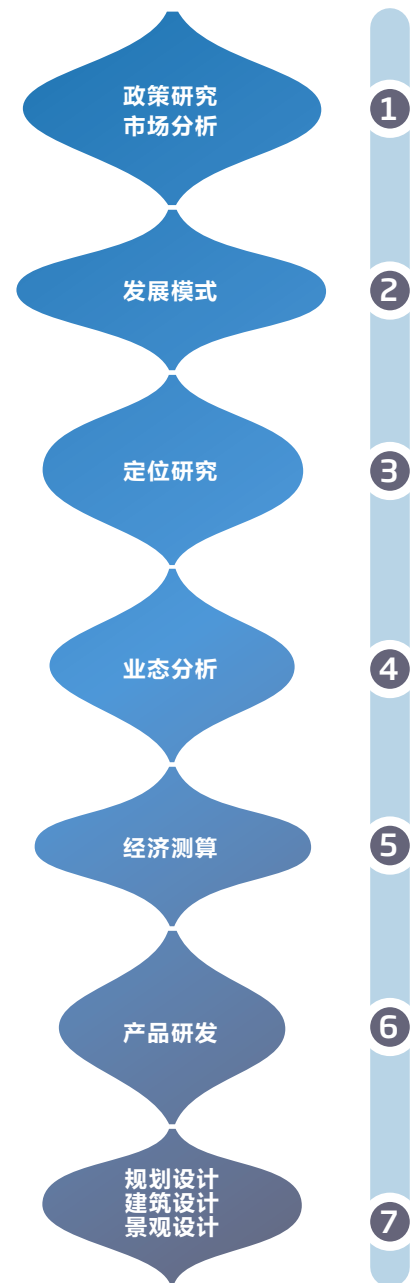 政策研究
市场分析
1
发展模式
2
定位研究
3
业态分析
4
经济测算
5
产品研发
6
规划设计
建筑设计
景观设计
7